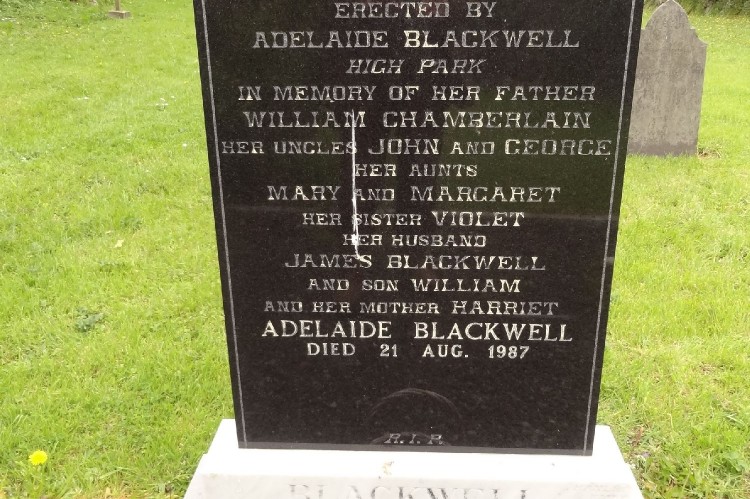 ERECTED BY
ADELAIDE BLACKWELL
HIGH PARK
IN MEMORY OF HER FATHER
WILLIAM CHAMBERLAIN
HER UNCLES JOHN AND GEORGE
HER AUNTS
MARY AND MARGARET
HER SISTER VIOLET
HER HUSBAND
JAMES BLACKWELL
AND SON WILLIAM
AND HER MOTHER HARRIET
ADELAIDE BLACKWELL
DIED 21 AUG. 1987
R.I.P.
BLACKWELL